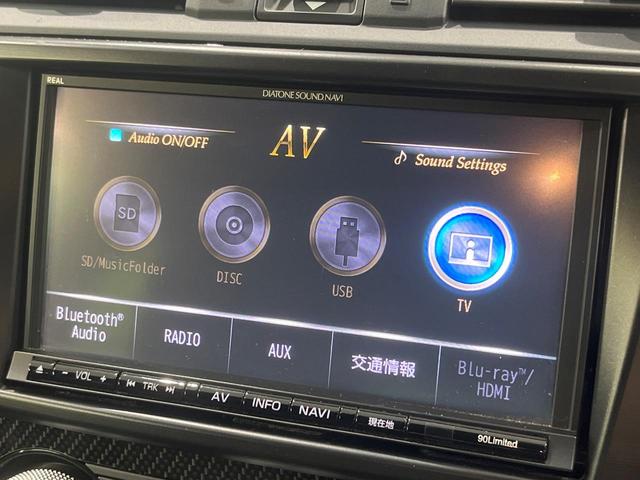 REAL
DIATONE SOUND NAVI
Audio ON/OFF
AV
Sound Settings
SD
SD/MusicFolder
DISC
USB
TV
Bluetooth®
Audio
RADIO
AUX
交通情報
Blu-ray™/
HDMI
− VOL +
TRK
AV
INFO
NAVI
現在地
90Limited